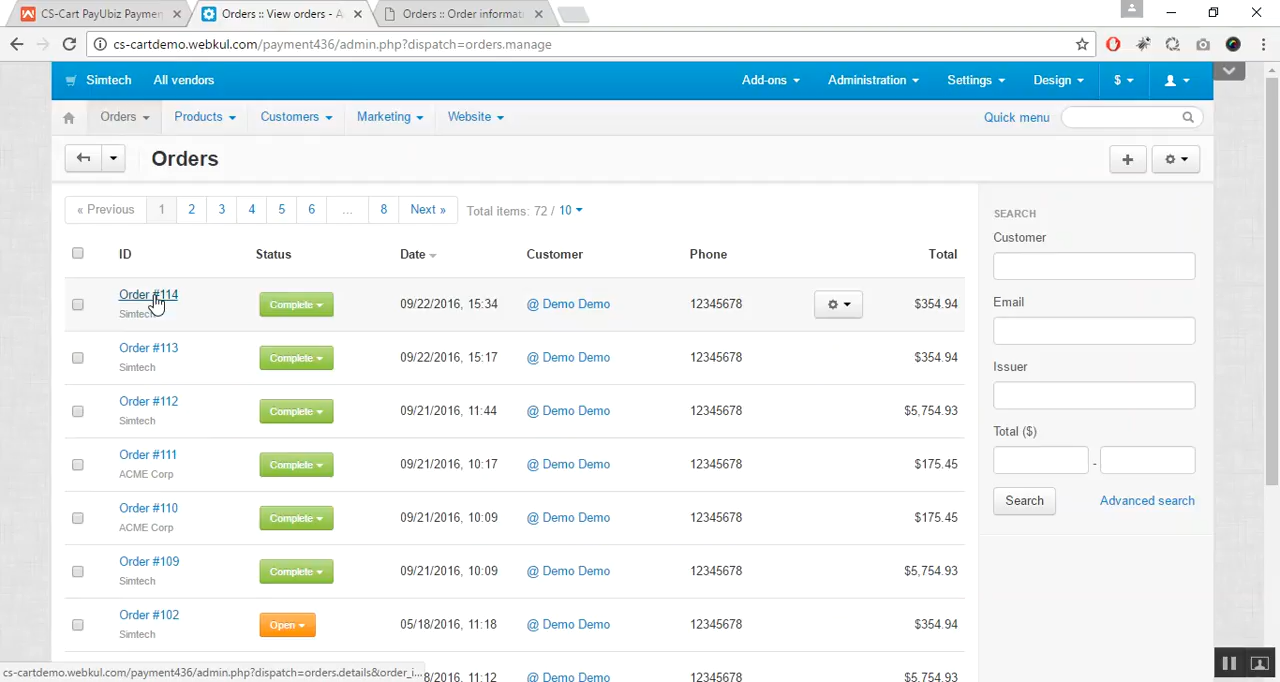 CS-Cart PayUbiz Paymen
Orders :: View orders - A
Orders :: Order informat
cs-cartdemo.webkul.com/payment436/admin.php?dispatch=orders.manage
Simtech All vendors Add-ons Administration Settings Design $
Orders Products Customers Marketing Website Quick menu
Orders
« Previous 1 2 3 4 5 6 ... 8 Next » Total items: 72 / 10
ID Status Date Customer Phone Total
Order #114 Complete 09/22/2016, 15:34 @ Demo Demo 12345678 $354.94
Simtech
Order #113 Complete 09/22/2016, 15:17 @ Demo Demo 12345678 $354.94
Simtech
Order #112 Complete 09/21/2016, 11:44 @ Demo Demo 12345678 $5,754.93
Simtech
Order #111 Complete 09/21/2016, 10:17 @ Demo Demo 12345678 $175.45
ACME Corp
Order #110 Complete 09/21/2016, 10:09 @ Demo Demo 12345678 $175.45
ACME Corp
Order #109 Complete 09/21/2016, 10:09 @ Demo Demo 12345678 $5,754.93
Simtech
Order #102 Open 05/18/2016, 11:18 @ Demo Demo 12345678 $354.94
Simtech
8/2016, 11:12 @ Demo Demo 12345678 $5,754.93
SEARCH
Customer
Email
Issuer
Total ($)
-
Search Advanced search
cs-cartdemo.webkul.com/payment436/admin.php?dispatch=orders.details&order_i...